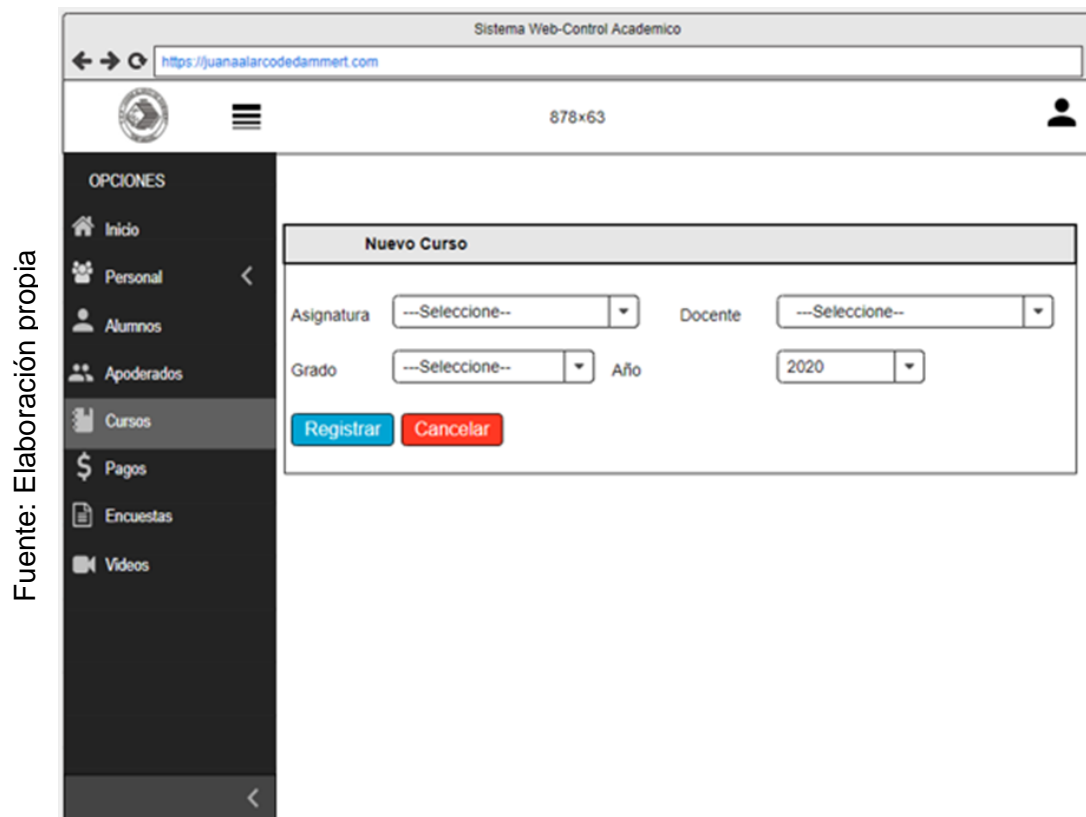 Sistema Web-Control Academico
https://juanaalarcodedammert.com
878×63
OPCIONES
Inicio
Personal
Alumnos
Apoderados
Cursos
Pagos
Encuestas
Videos
Nuevo Curso
Asignatura ---Seleccione-- Docente ---Seleccione--
Grado ---Seleccione-- Año 2020
Registrar Cancelar
Fuente: Elaboración propia